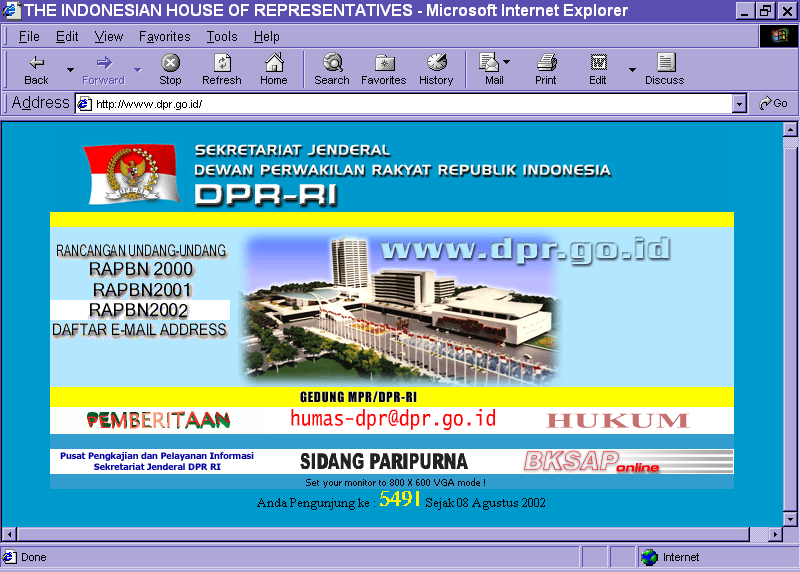 THE INDONESIAN HOUSE OF REPRESENTATIVES - Microsoft Internet Explorer
File Edit View Favorites Tools Help
Back Forward Stop Refresh Home Search Favorites History Mail Print Edit Discuss
Address http://www.dpr.go.id/ Go
SEKRETARIAT JENDERAL
DEWAN PERWAKILAN RAKYAT REPUBLIK INDONESIA
DPR-RI
DPR-RI
www.dpr.go.id
RANCANGAN UNDANG-UNDANG
RAPBN 2000
RAPBN2001
RAPBN2002
DAFTAR E-MAIL ADDRESS
GEDUNG MPR/DPR-RI
PEMBERITAAN humas-dpr@dpr.go.id HUKUM
Pusat Pengkajian dan Pelayanan Informasi
Sekretariat Jenderal DPR RI
SIDANG PARIPURNA
BKSAP online
Set your monitor to 800 X 600 VGA mode !
Anda Pengunjung ke : 5491 Sejak 08 Agustus 2002
Done Internet